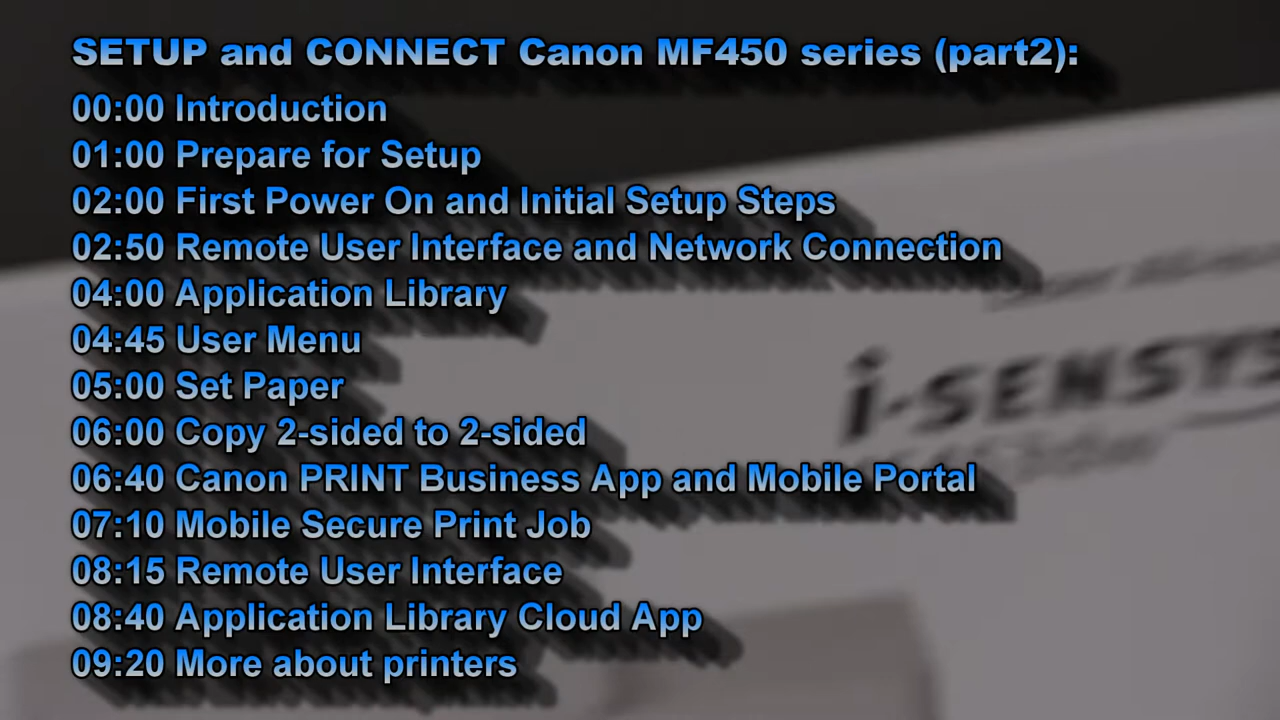 SETUP and CONNECT Canon MF450 series (part2):
00:00 Introduction
01:00 Prepare for Setup
02:00 First Power On and Initial Setup Steps
02:50 Remote User Interface and Network Connection
04:00 Application Library
04:45 User Menu
05:00 Set Paper
06:00 Copy 2-sided to 2-sided
06:40 Canon PRINT Business App and Mobile Portal
07:10 Mobile Secure Print Job
08:15 Remote User Interface
08:40 Application Library Cloud App
09:20 More about printers
i-SENSYS